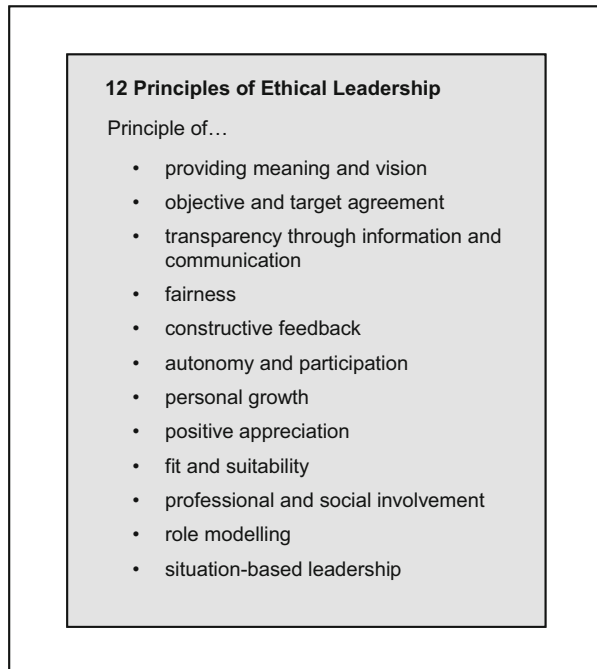 12 Principles of Ethical Leadership
Principle of…
• providing meaning and vision
• objective and target agreement
• transparency through information and
communication
• fairness
• constructive feedback
• autonomy and participation
• personal growth
• positive appreciation
• fit and suitability
• professional and social involvement
• role modelling
• situation-based leadership